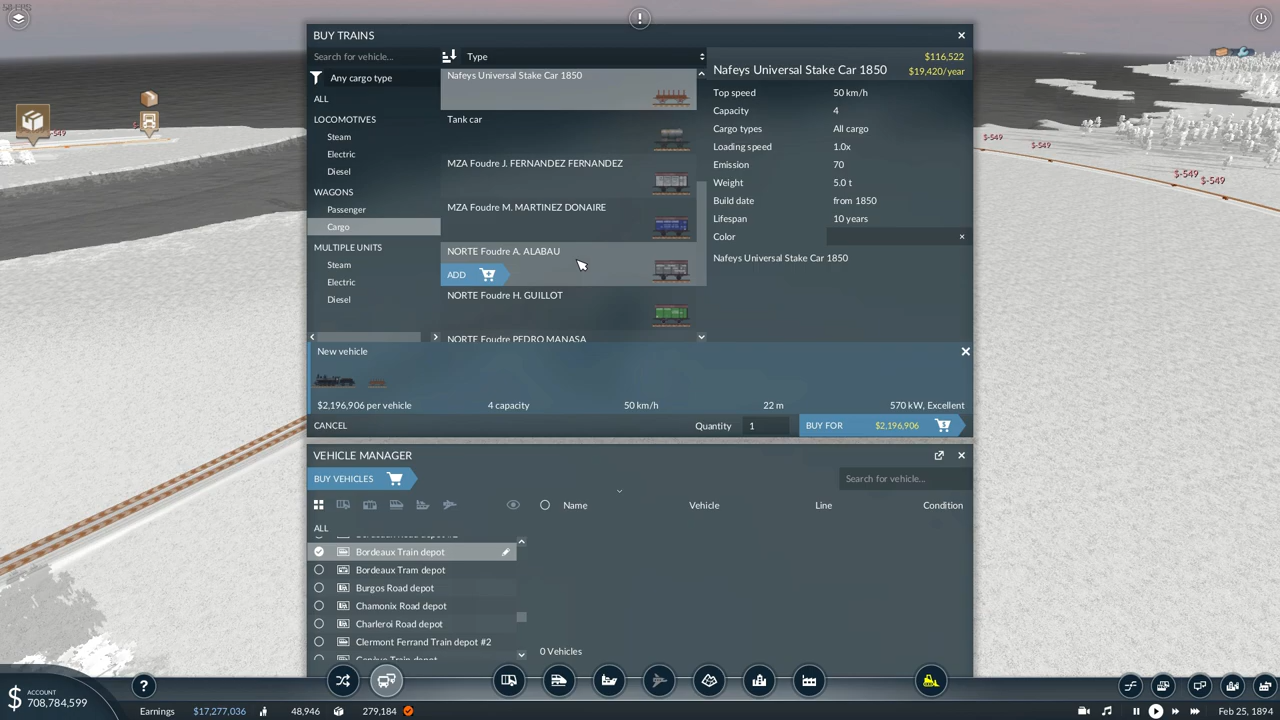 58 FPS
BUY TRAINS
Search for vehicle...
Type
$116,522
Nafeys Universal Stake Car 1850
$19,420/year
Any cargo type
ALL
LOCOMOTIVES
Steam
Electric
Diesel
WAGONS
Passenger
Cargo
MULTIPLE UNITS
Steam
Electric
Diesel
Nafeys Universal Stake Car 1850
Tank car
MZA Foudre J. FERNANDEZ FERNANDEZ
MZA Foudre M. MARTINEZ DONAIRE
NORTE Foudre A. ALABAU
ADD
NORTE Foudre H. GUILLOT
NORTE Foudre PEDRO MANASA
Top speed 50 km/h
Capacity 4
Cargo types All cargo
Loading speed 1.0x
Emission 70
Weight 5.0 t
Build date from 1850
Lifespan 10 years
Color
Nafeys Universal Stake Car 1850
$-549
$-549
$-549
$-549
$-549
New vehicle
$2,196,906 per vehicle 4 capacity 50 km/h 22 m 570 kW, Excellent
CANCEL Quantity 1 BUY FOR $2,196,906
VEHICLE MANAGER
BUY VEHICLES
Search for vehicle...
Name Vehicle Line Condition
ALL
Bordeaux Train depot
Bordeaux Tram depot
Burgos Road depot
Chamonix Road depot
Charleroi Road depot
Clermont Ferrand Train depot #2
0 Vehicles
$ ACCOUNT
708,784,599
Earnings $17,277,036 48,946 279,184
Feb 25, 1894